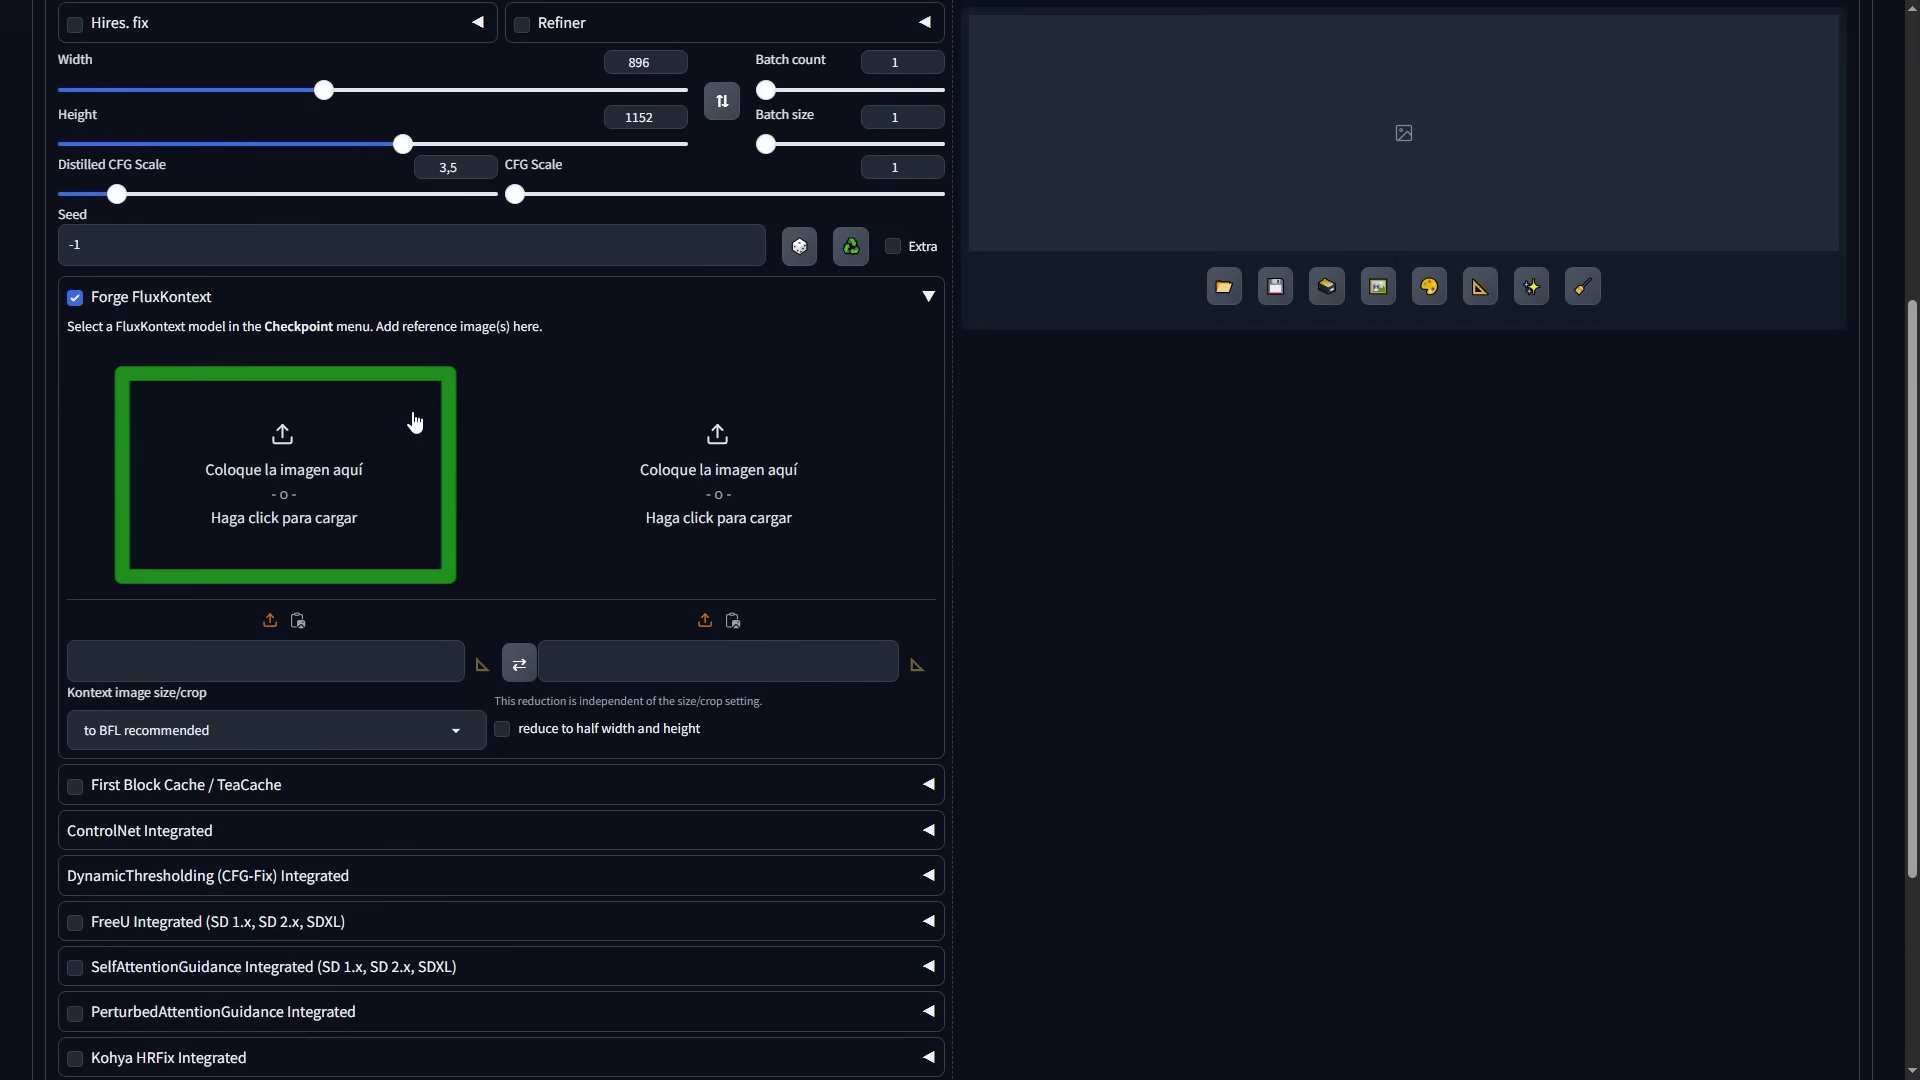 Hires. fix
Refiner
Width
896
Batch count
1
Height
1152
Batch size
1
Distilled CFG Scale
3,5
CFG Scale
1
Seed
-1
Extra
Forge FluxKontext
Select a FluxKontext model in the Checkpoint menu. Add reference image(s) here.
Coloque la imagen aquí
- o -
Haga click para cargar
Coloque la imagen aquí
- o -
Haga click para cargar
Kontext image size/crop
to BFL recommended
This reduction is independent of the size/crop setting.
reduce to half width and height
First Block Cache / TeaCache
ControlNet Integrated
DynamicThresholding (CFG-Fix) Integrated
FreeU Integrated (SD 1.x, SD 2.x, SDXL)
SelfAttentionGuidance Integrated (SD 1.x, SD 2.x, SDXL)
PerturbedAttentionGuidance Integrated
Kohya HRFix Integrated